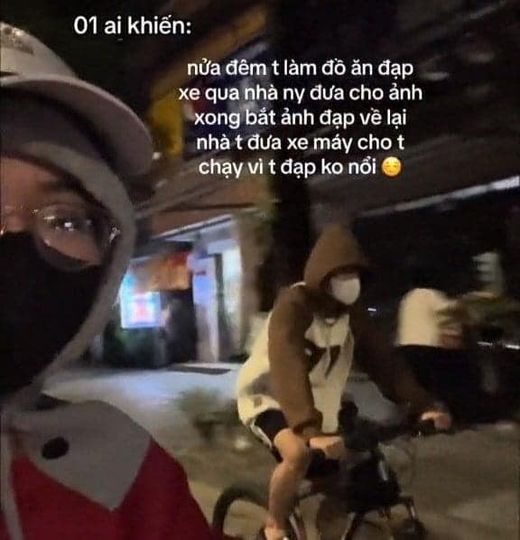 01 ai khiến:
nửa đêm t làm đồ ăn đạp
xe qua nhà ny đưa cho ảnh
xong bắt ảnh đạp về lại
nhà t đưa xe máy cho t
chạy vì t đạp ko nổi ☺️